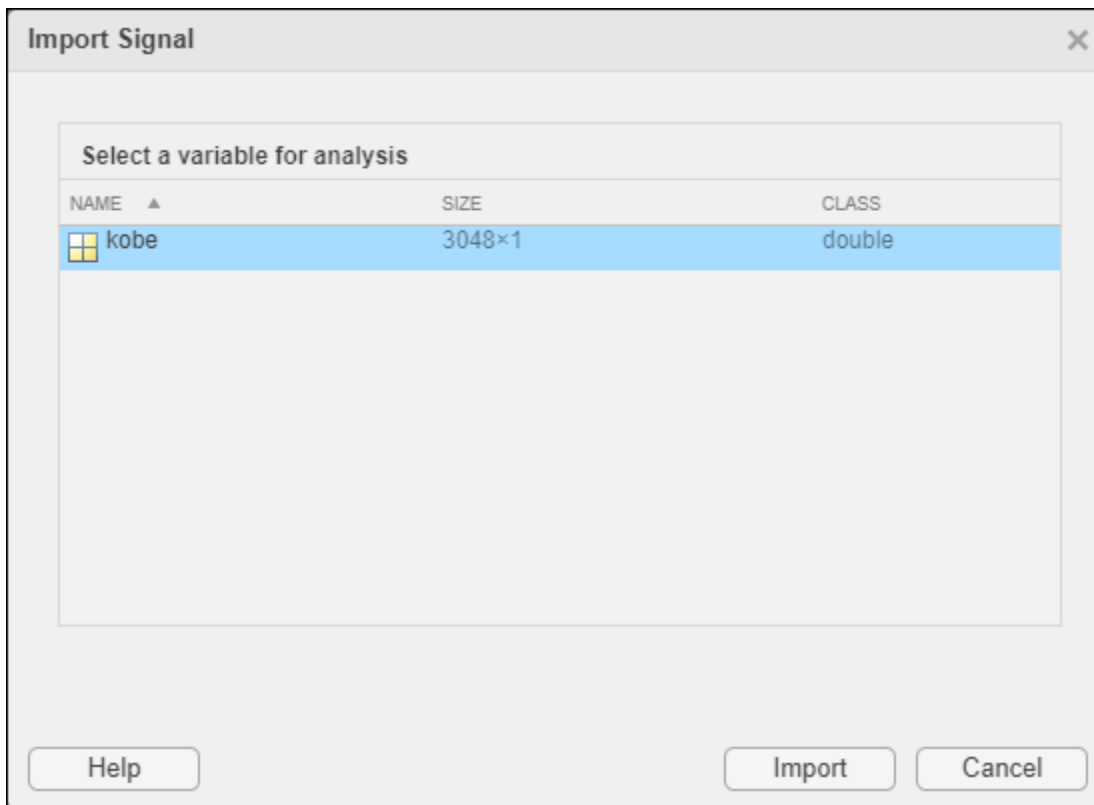 Import Signal
Select a variable for analysis
NAME SIZE CLASS
kobe 3048×1 double
Help Import Cancel